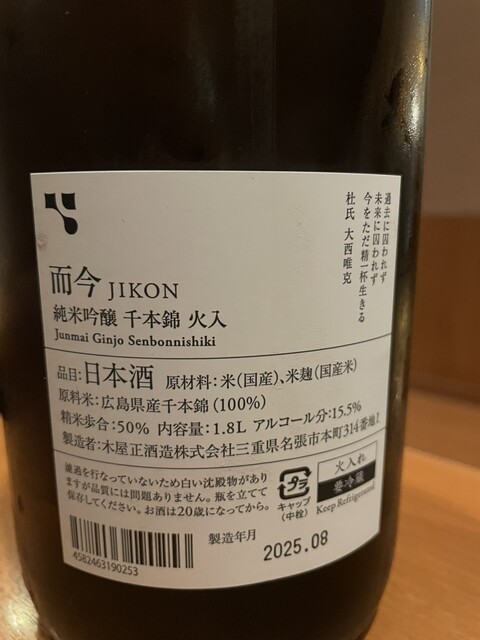 過去に囚われず
未来に囚われず
今をただ精一杯生きる
杜氏 大西唯克
而今 JIKON
純米吟醸 千本錦 火入
Junmai Ginjo Senbonnishiki
品目:日本酒 原材料:米(国産)、米麹(国産米)
原料米:広島県産千本錦(100%)
精米歩合:50% 内容量:1.8L アルコール分:15.5%
製造者:木屋正酒造株式会社三重県名張市本町314番地1
濾過を行なっていないため白い沈殿物があり
ますが品質には問題ありません。瓶を立てて
保存してください。お酒は20歳になってから。
プラ
キャップ
(中栓)
火入れ
要冷蔵
Keep Refrigerated
4582463190253
製造年月
2025.08